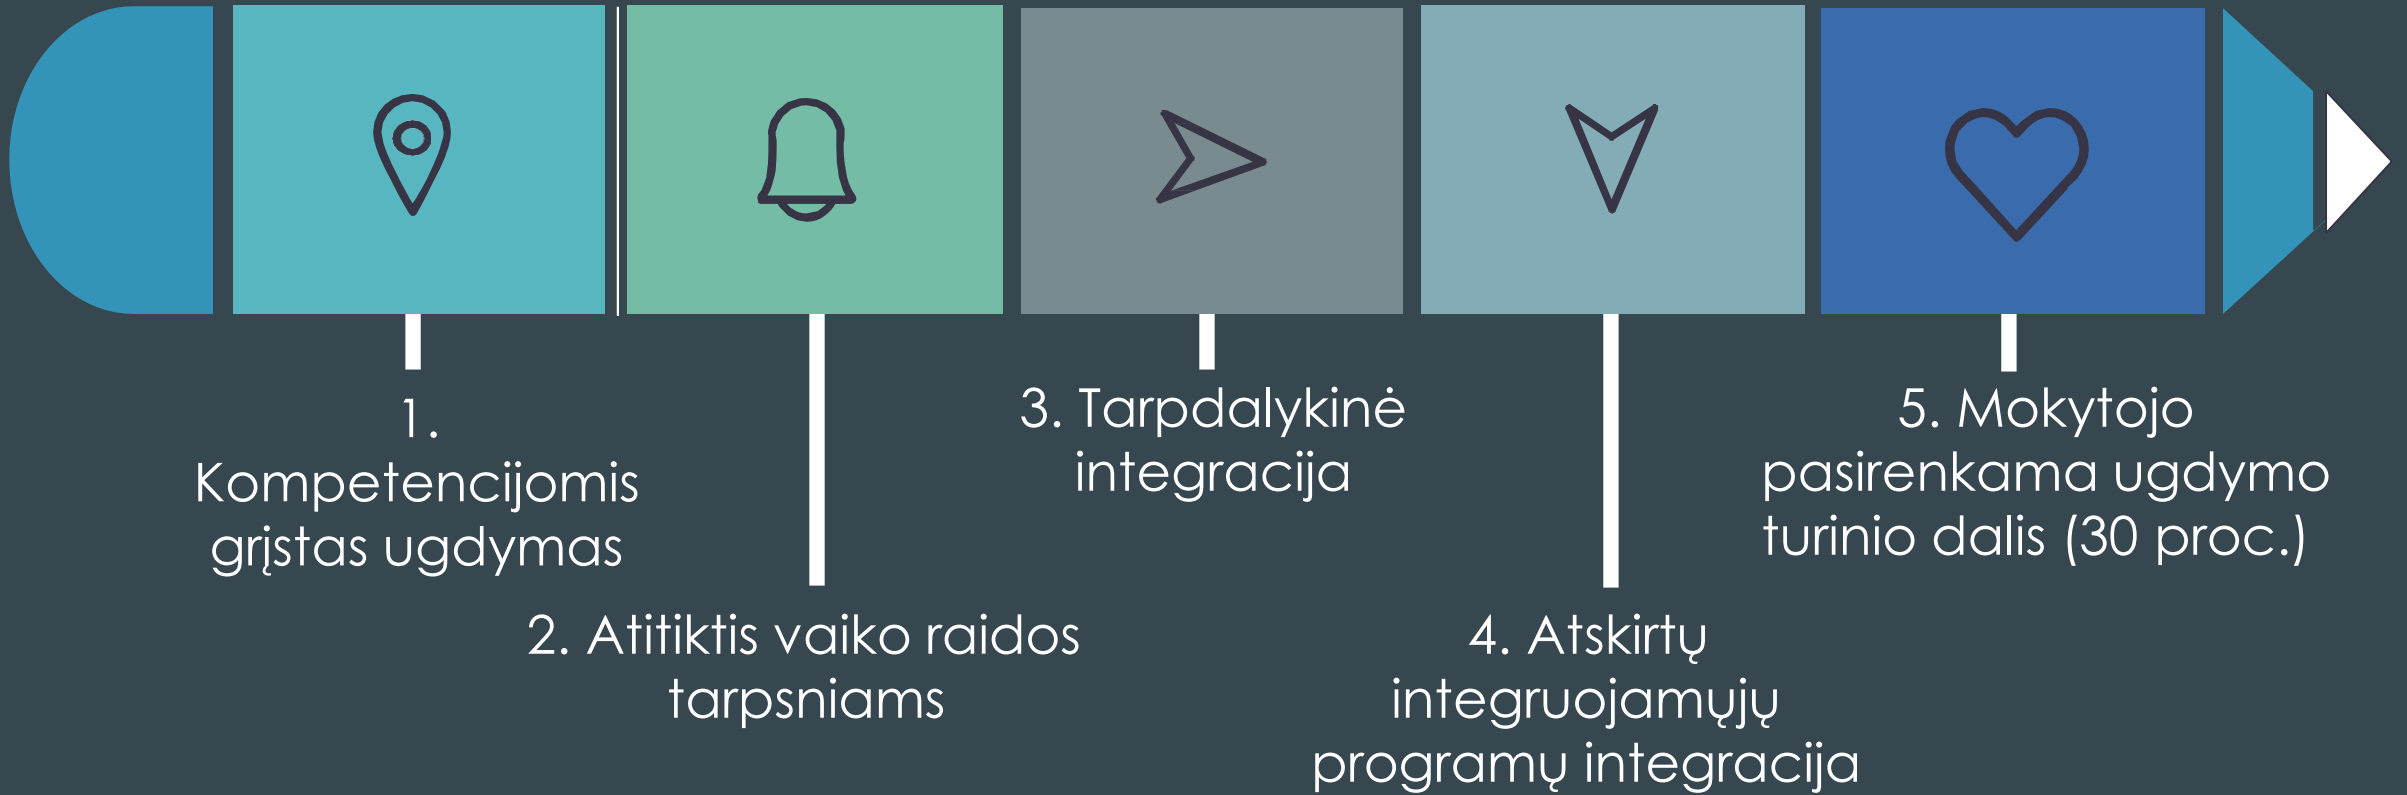 1.
Kompetencijomis
grįstas ugdymas
2. Atitiktis vaiko raidos
tarpsniams
3. Tarpdalykinė
integracija
4. Atskirtų
integruojamųjų
programų integracija
5. Mokytojo
pasirenkama ugdymo
turinio dalis (30 proc.)